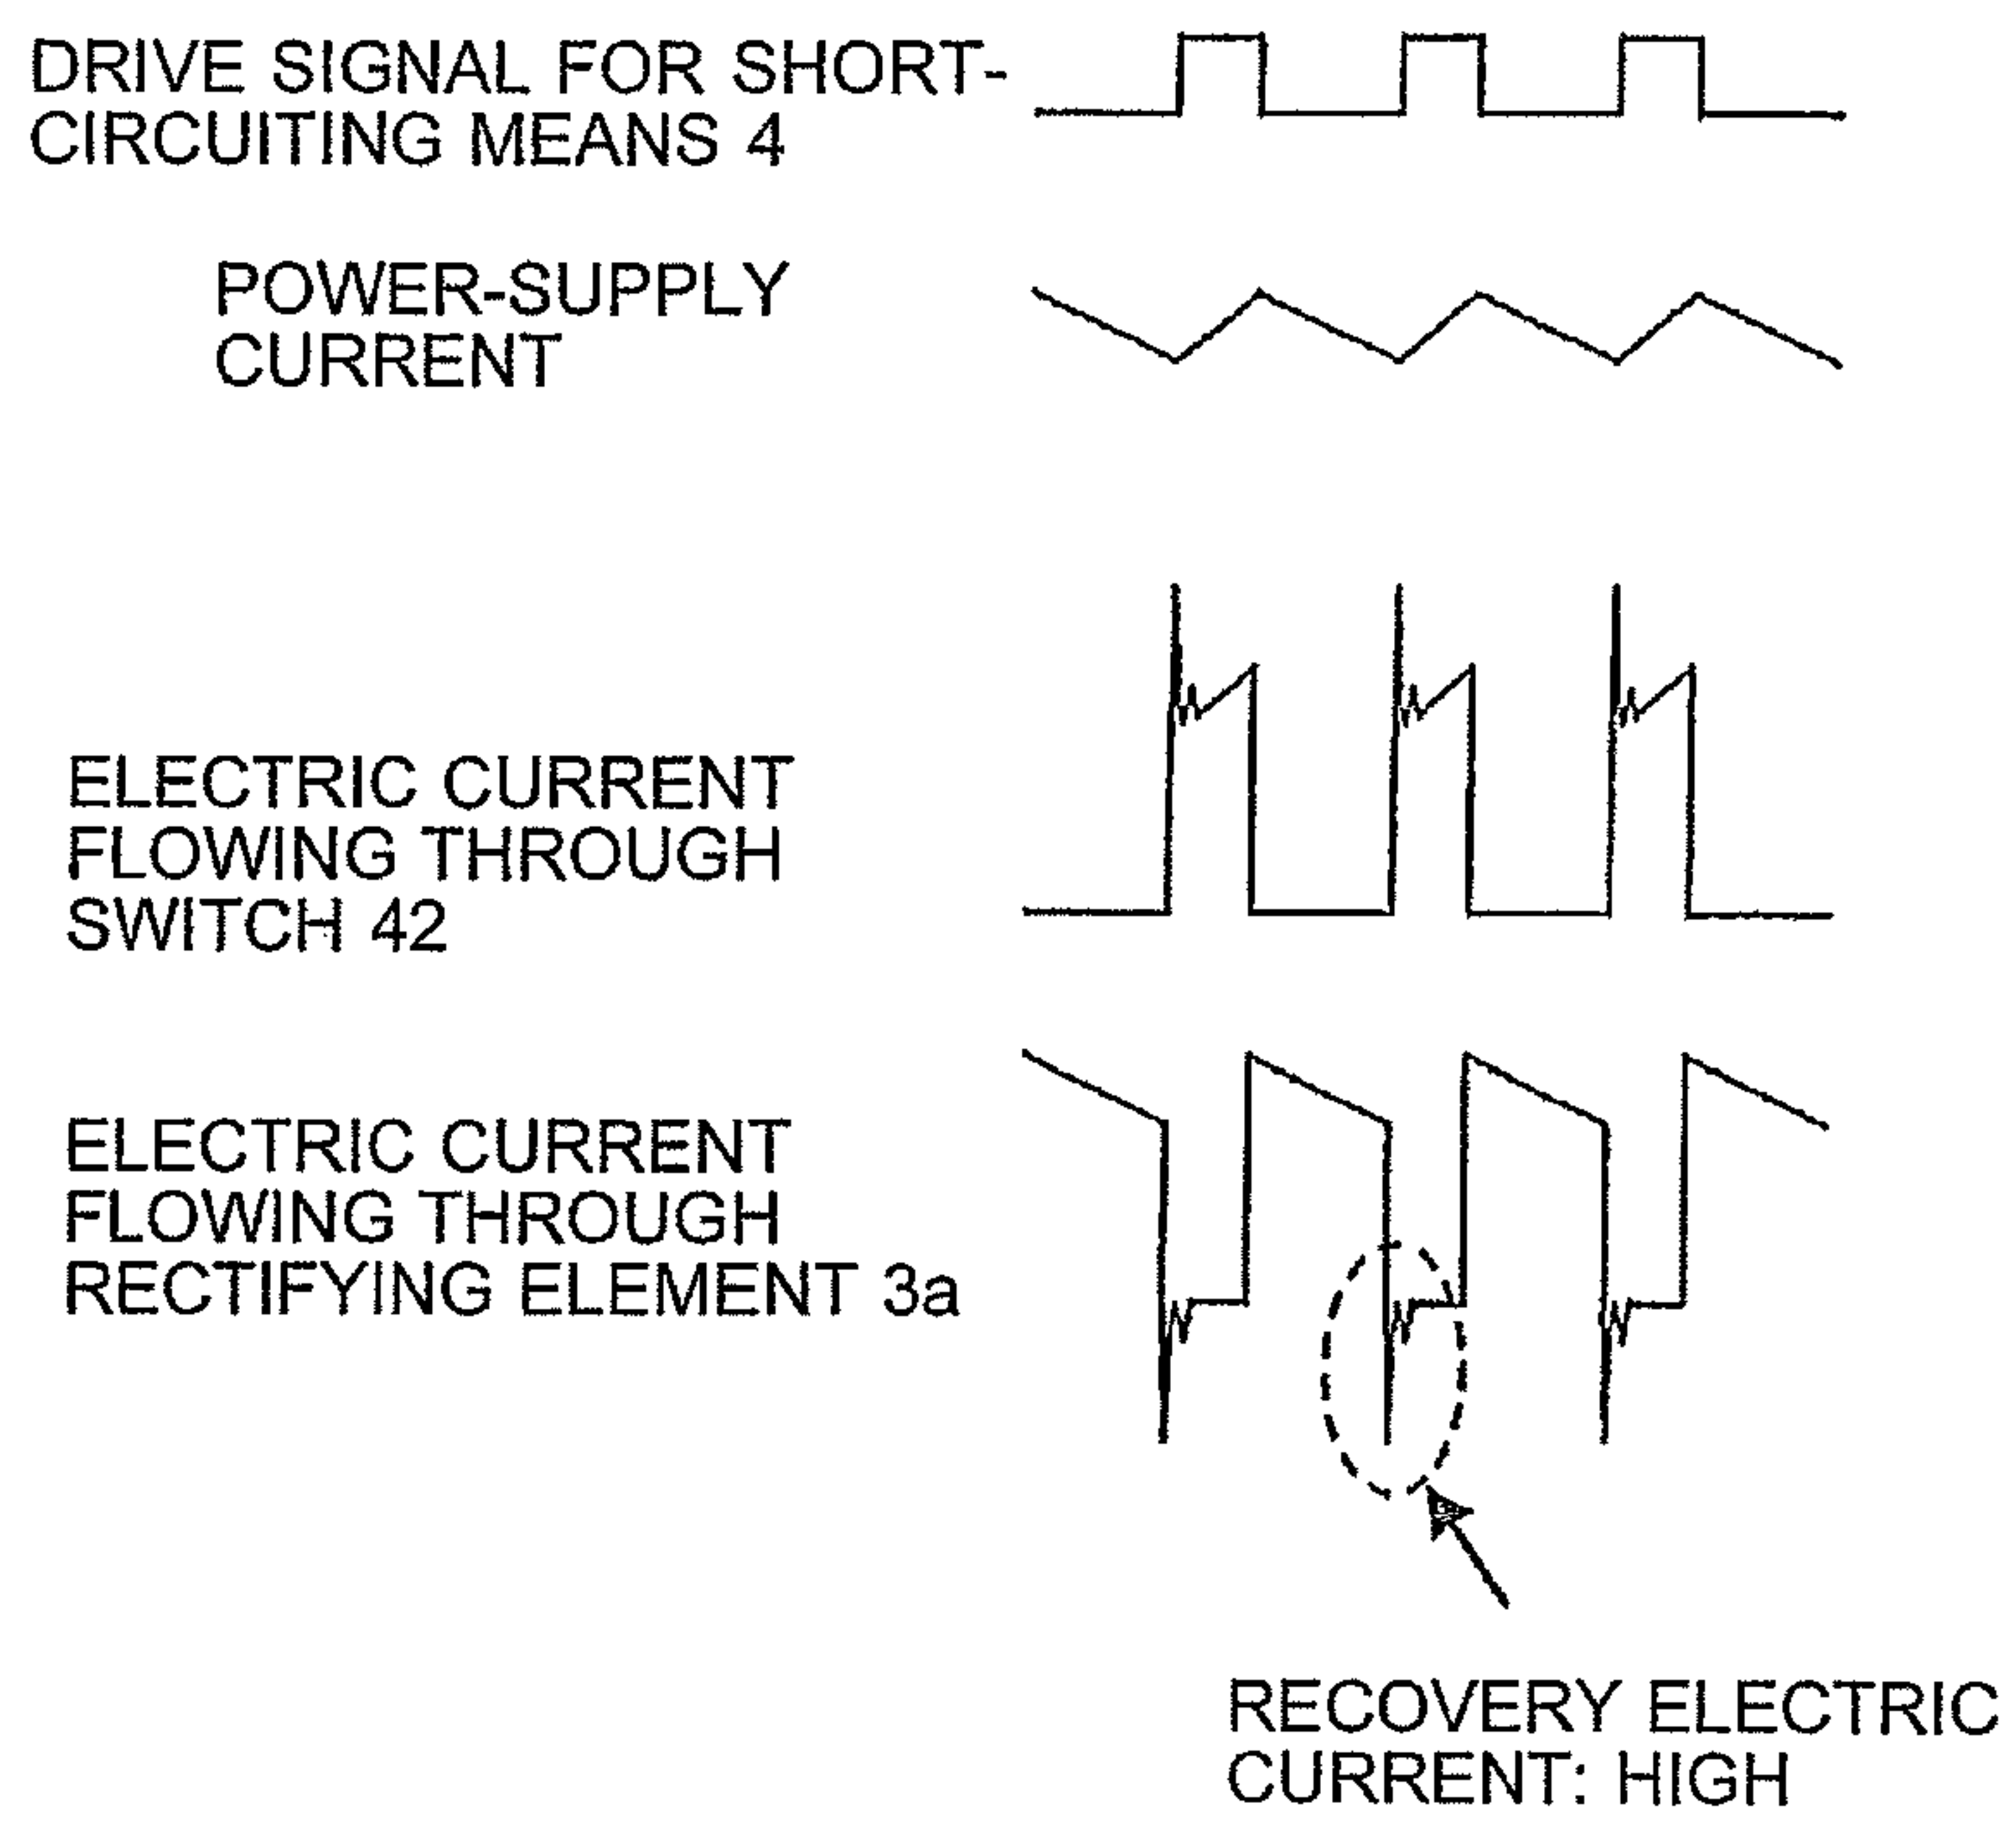 DRIVE SIGNAL FOR SHORT-
CIRCUITING MEANS 4
POWER-SUPPLY
CURRENT
ELECTRIC CURRENT
FLOWING THROUGH
SWITCH 42
ELECTRIC CURRENT
FLOWING THROUGH
RECTIFYING ELEMENT 3a
RECOVERY ELECTRIC
CURRENT: HIGH